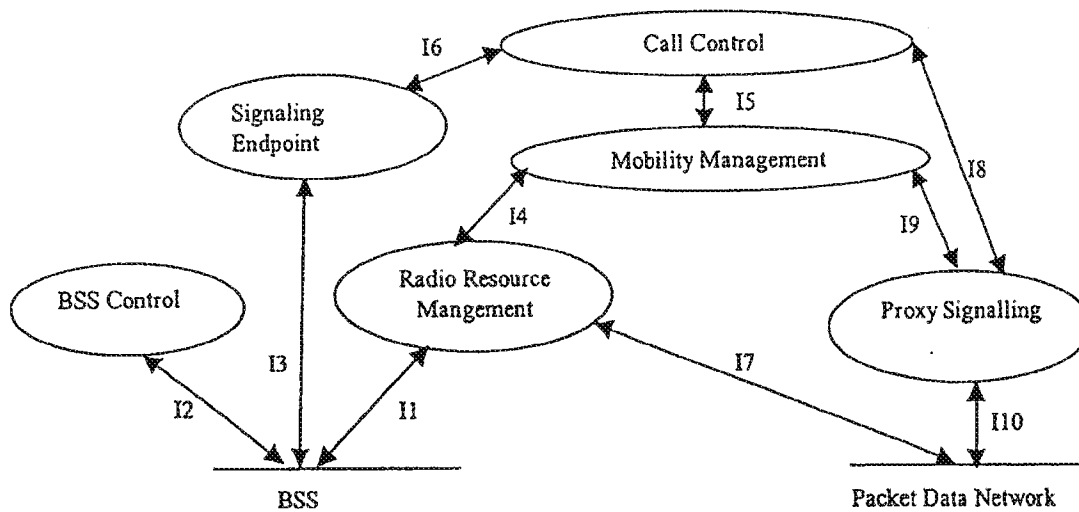 I6
Call Control
Signaling
Endpoint
I5
Mobility Management
I8
I4
I9
BSS Control
Radio Resource
Mangement
Proxy Signalling
I3
I7
I2
I1
I10
BSS
Packet Data Network